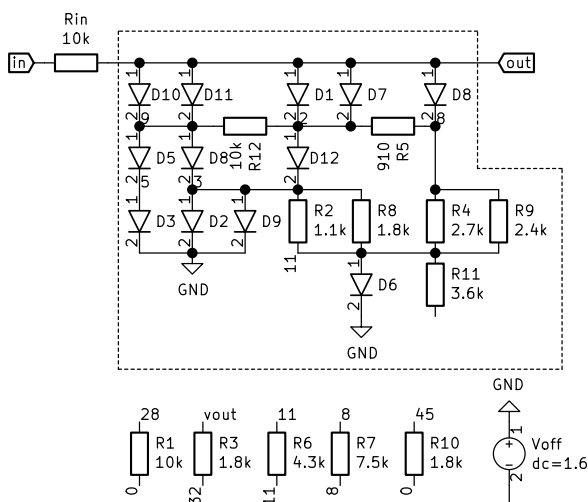 Rin
10k
in
out
1 1 1 1 1
D10 D11 D1 D7 D8
2 2 2 2 2
9 2 8
10k R12
910 R5
1 1 1
D5 D8 D12
2 2 2
5 3
1 1 1
D3 D2 D9
2 2 2
R2 1.1k
R8 1.8k
R4 2.7k
R9 2.4k
11
1
D6
2
R11
3.6k
GND
GND
GND
28 vout 11 8 45
R1 R3 R6 R7 R10
10k 1.8k 4.3k 7.5k 1.8k
0 32 11 8 0
1
Voff
dc=1.6
2